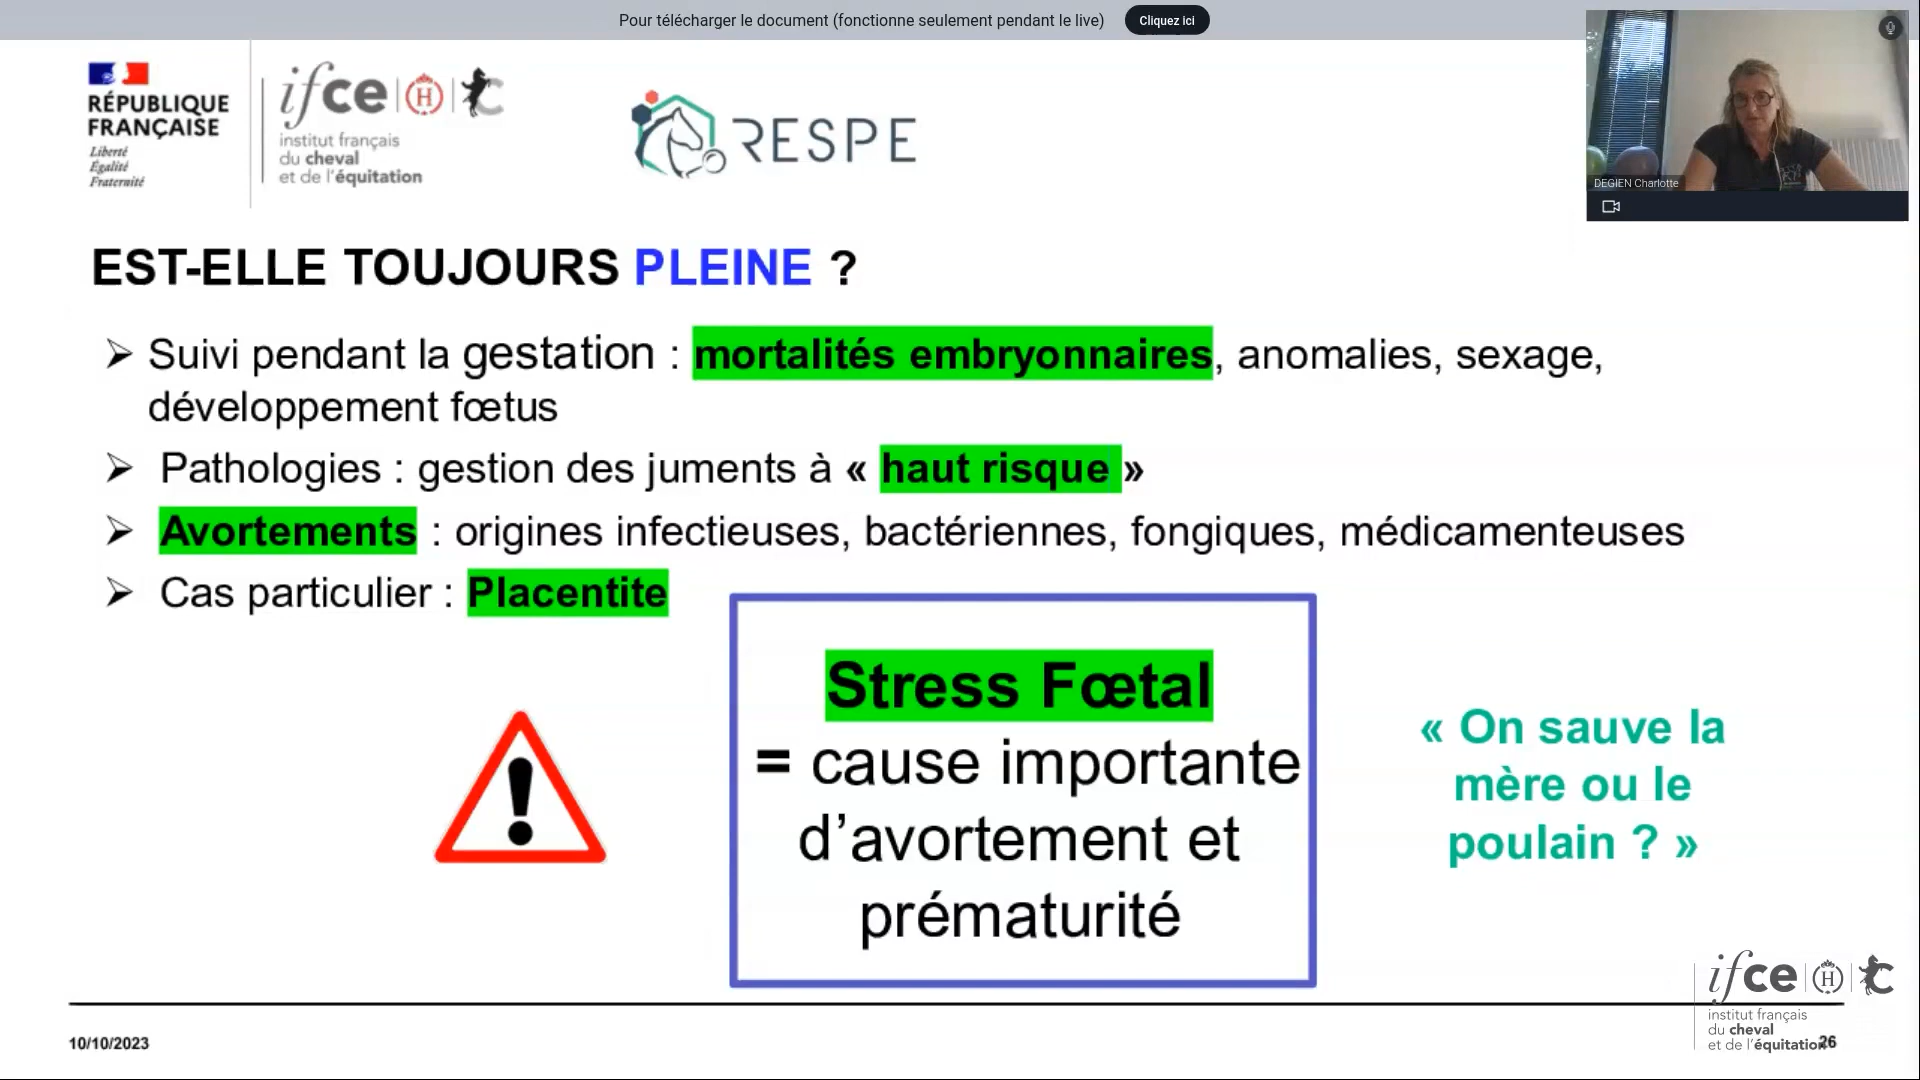 Pour télécharger le document (fonctionne seulement pendant le live) Cliquez ici
RÉPUBLIQUE
FRANÇAISE
Liberté
Égalité
Fraternité
ifce H
institut français
du cheval
et de l'équitation
RESPE
DEGIEN Charlotte
EST-ELLE TOUJOURS PLEINE ?
➢ Suivi pendant la gestation : mortalités embryonnaires, anomalies, sexage,
développement fœtus
➢ Pathologies : gestion des juments à « haut risque »
➢ Avortements : origines infectieuses, bactériennes, fongiques, médicamenteuses
➢ Cas particulier : Placentite
Stress Fœtal
= cause importante
d’avortement et
prématurité
« On sauve la
mère ou le
poulain ? »
ifce H
institut français
du cheval
et de l'équitation
10/10/2023
26